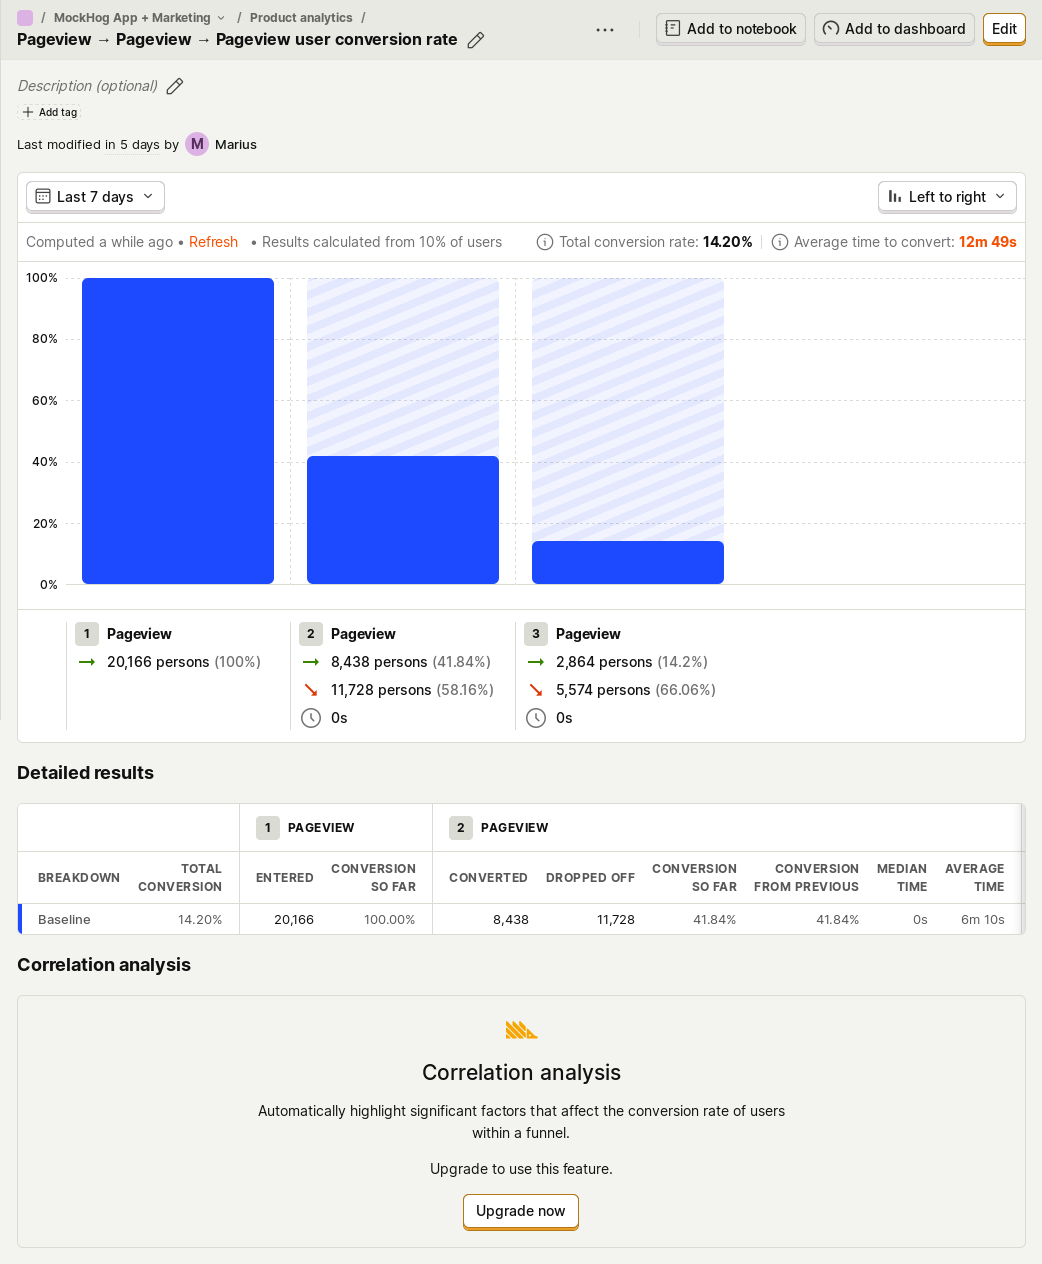 / MockHog App + Marketing / Product analytics /
Pageview → Pageview → Pageview user conversion rate
Add to notebook
Add to dashboard
Edit
Description (optional)
Add tag
Last modified in 5 days by M Marius
Last 7 days
Left to right
Computed a while ago • Refresh • Results calculated from 10% of users
Total conversion rate: 14.20%
Average time to convert: 12m 49s
100%
80%
60%
40%
20%
0%
1 Pageview
20,166 persons (100%)
2 Pageview
8,438 persons (41.84%)
11,728 persons (58.16%)
0s
3 Pageview
2,864 persons (14.2%)
5,574 persons (66.06%)
0s
Detailed results
1 PAGEVIEW
2 PAGEVIEW
BREAKDOWN
TOTAL
CONVERSION
ENTERED
CONVERSION
SO FAR
CONVERTED
DROPPED OFF
CONVERSION
SO FAR
CONVERSION
FROM PREVIOUS
MEDIAN
TIME
AVERAGE
TIME
Baseline 14.20% 20,166 100.00% 8,438 11,728 41.84% 41.84% 0s 6m 10s
Correlation analysis
Correlation analysis
Automatically highlight significant factors that affect the conversion rate of users
within a funnel.
Upgrade to use this feature.
Upgrade now